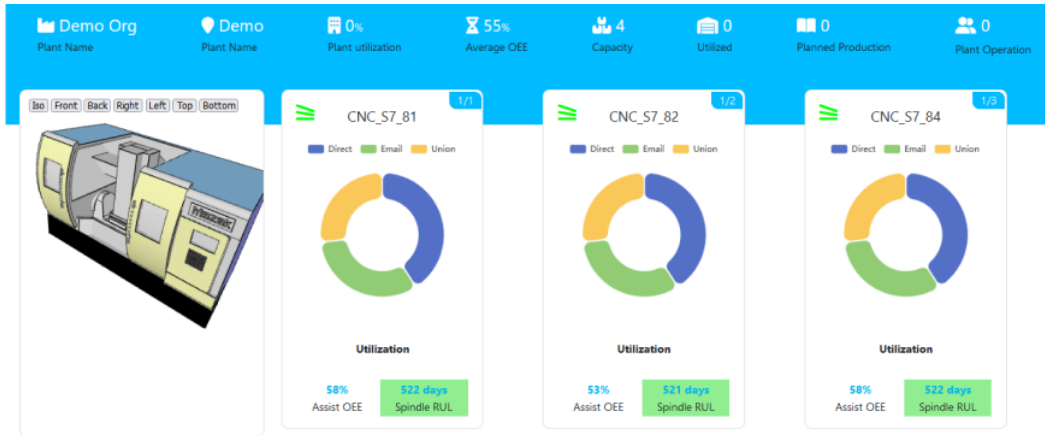 Demo Org
Plant Name
Demo
Plant Name
0%
Plant utilization
55%
Average OEE
4
Capacity
0
Utilized
0
Planned Production
0
Plant Operation
Iso Front Back Right Left Top Bottom
Mazak
1/1
CNC_S7_81
Direct Email Union
Utilization
58%
Assist OEE
522 days
Spindle RUL
1/2
CNC_S7_82
Direct Email Union
Utilization
53%
Assist OEE
521 days
Spindle RUL
1/3
CNC_S7_84
Direct Email Union
Utilization
58%
Assist OEE
522 days
Spindle RUL